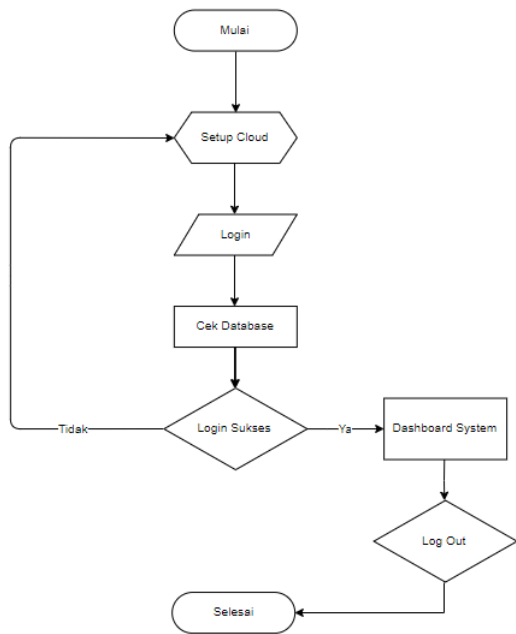 Mulai
Setup Cloud
Login
Cek Database
Login Sukses
Tidak
Ya
Dashboard System
Log Out
Selesai